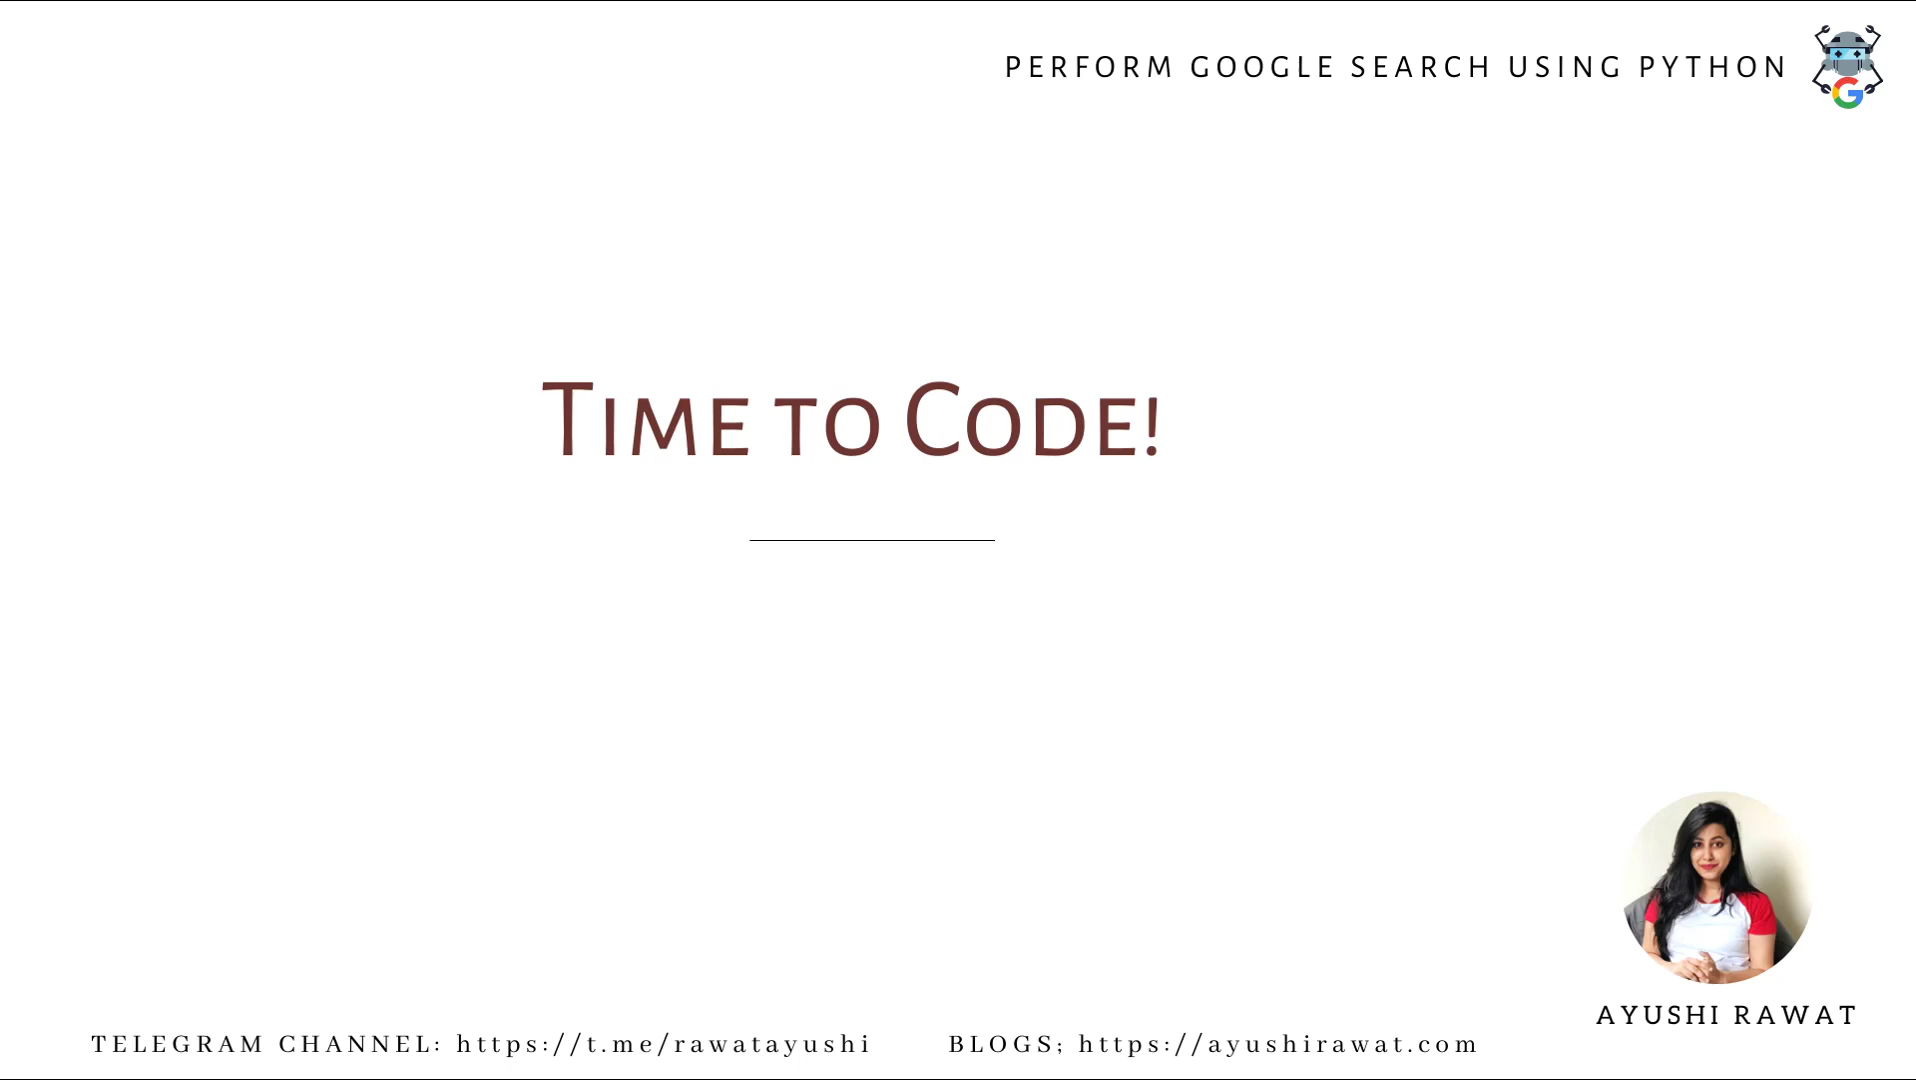 PERFORM GOOGLE SEARCH USING PYTHON
TIME TO CODE!
AYUSHI RAWAT
TELEGRAM CHANNEL: https://t.me/rawatayushi
BLOGS; https://ayushirawat.com